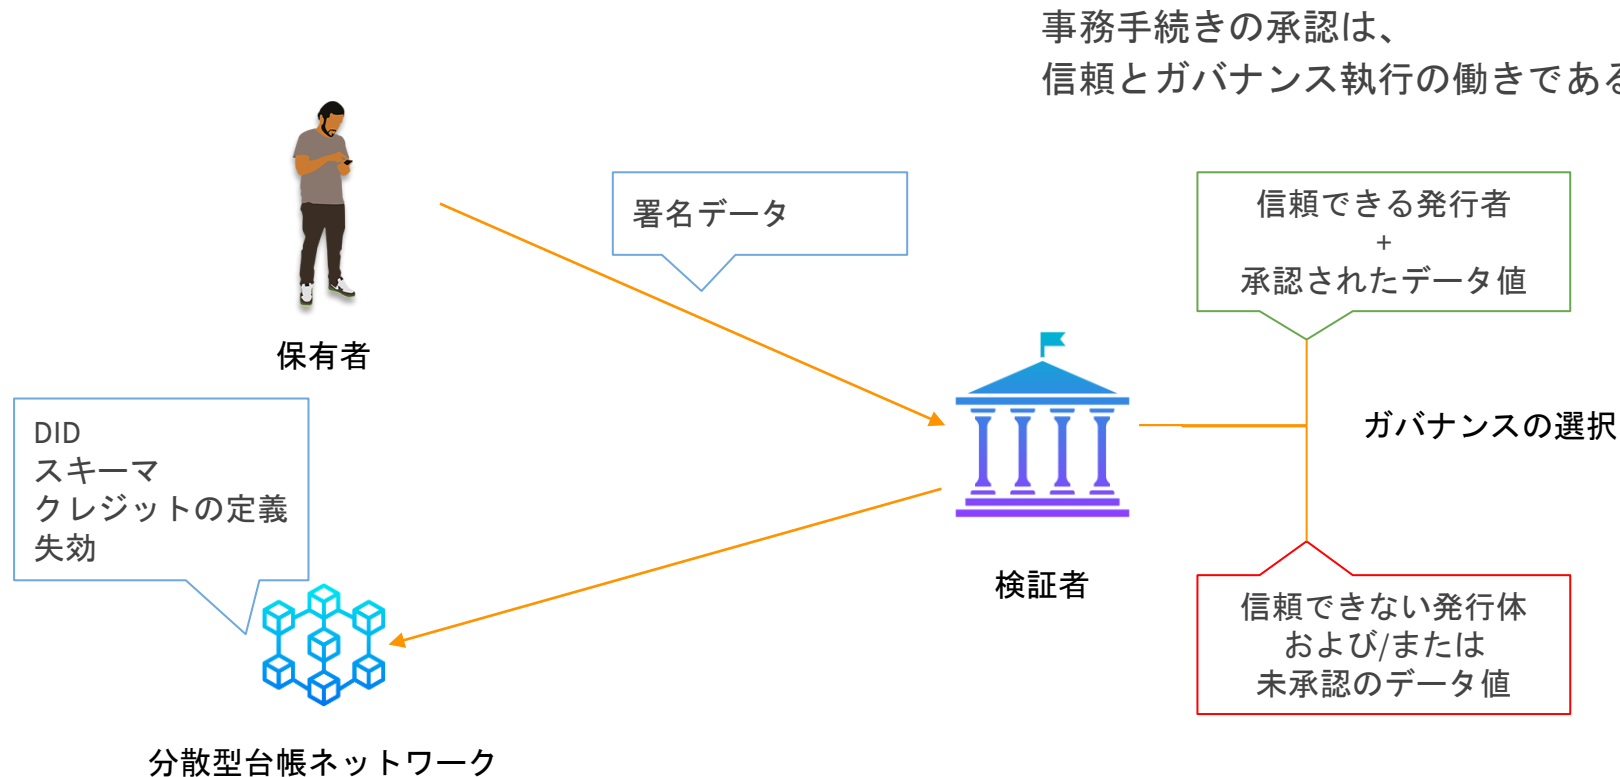 事務手続きの承認は、
信頼とガバナンス執行の働きである
署名データ
信頼できる発行者
+
承認されたデータ値
保有者
DID
スキーマ
クレジットの定義
失効
ガバナンスの選択
検証者
信頼できない発行体
および/または
未承認のデータ値
分散型台帳ネットワーク